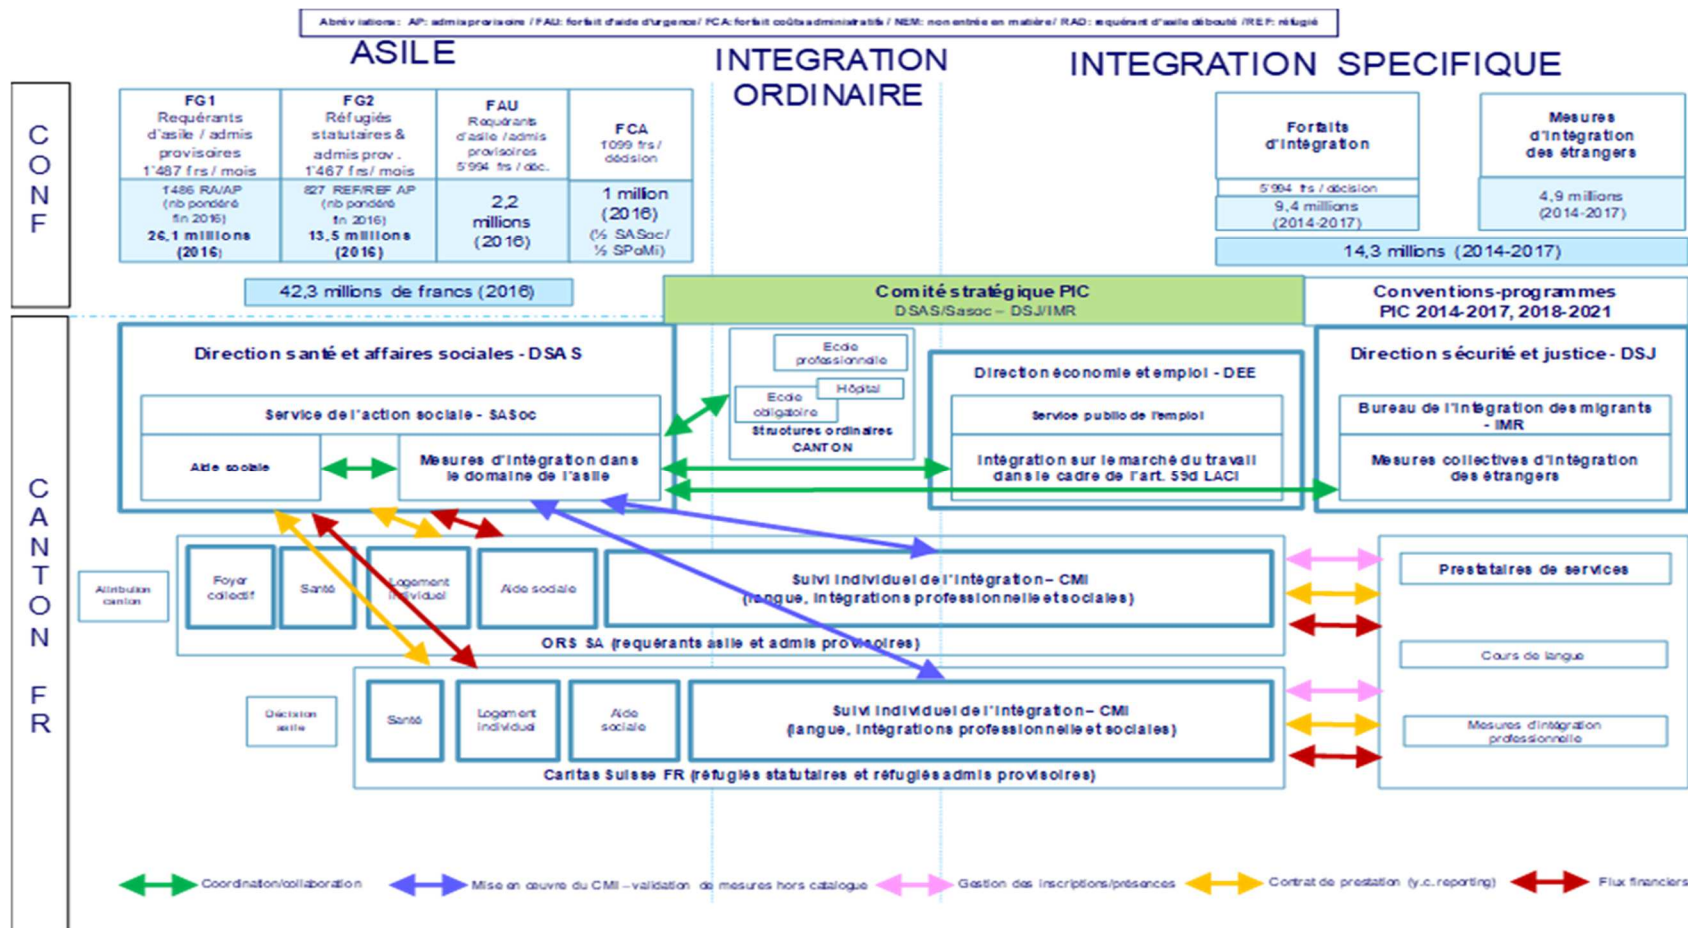 Abréviations: AP: admis provisoire / FAU: forfait d'aide d'urgence / FCA: forfait coûts administratifs / NEM: non entrée en matière / RAD: requérant d'asile débouté / REF: réfugié
ASILE
INTEGRATION
ORDINAIRE
INTEGRATION SPECIFIQUE
CONF
FG1
Requérants
d'asile / admis
provisoires
1'487 frs / mois
1486 RA/AP
(nb pondéré
fin 2016)
26,1 millions
(2016)
FG2
Réfugiés
statutaires &
admis prov.
1'467 frs/ mois
827 REF/REF AP
(nb pondéré
fin 2016)
13,5 millions
(2016)
FAU
Requérants
d'asile / admis
provisoires
5'994 frs / déc.
2,2
millions
(2016)
FCA
1'099 frs /
décision
1 million
(2016)
(½ SASoc/
½ SPoMi)
42,3 millions de francs (2016)
Forfaits
d'intégration
5'994 frs / décision
9,4 millions
(2014-2017)
Mesures
d'intégration
des étrangers
4,9 millions
(2014-2017)
14,3 millions (2014-2017)
Comité stratégique PIC
DSAS/Sasoc – DSJ/IMR
Conventions-programmes
PIC 2014-2017, 2018-2021
CANTON FR
Direction santé et affaires sociales - DSAS
Service de l'action sociale - SASoc
Aide sociale
Mesures d'intégration dans
le domaine de l'asile
Ecole
professionnelle
Hôpital
Ecole
obligatoire
Structures ordinaires
CANTON
Direction économie et emploi - DEE
Service public de l'emploi
Intégration sur le marché du travail
dans le cadre de l'art. 59d LACI
Direction sécurité et justice - DSJ
Bureau de l'intégration des migrants
- IMR
Mesures collectives d'intégration
des étrangers
Attribution
canton
Foyer
collectif
Santé
Logement
individuel
Aide sociale
Suivi individuel de l'intégration – CMI
(langue, intégrations professionnelle et sociales)
ORS SA (requérants asile et admis provisoires)
Décision
asile
Santé
Logement
individuel
Aide
sociale
Suivi individuel de l'intégration – CMI
(langue, intégrations professionnelle et sociales)
Caritas Suisse FR (réfugiés statutaires et réfugiés admis provisoires)
Prestataires de services
Cours de langue
Mesures d'intégration
professionnelle
Coordination/collaboration
Mise en œuvre du CMI – validation de mesures hors catalogue
Gestion des inscriptions/présences
Contrat de prestation (y.c. reporting)
Flux financiers